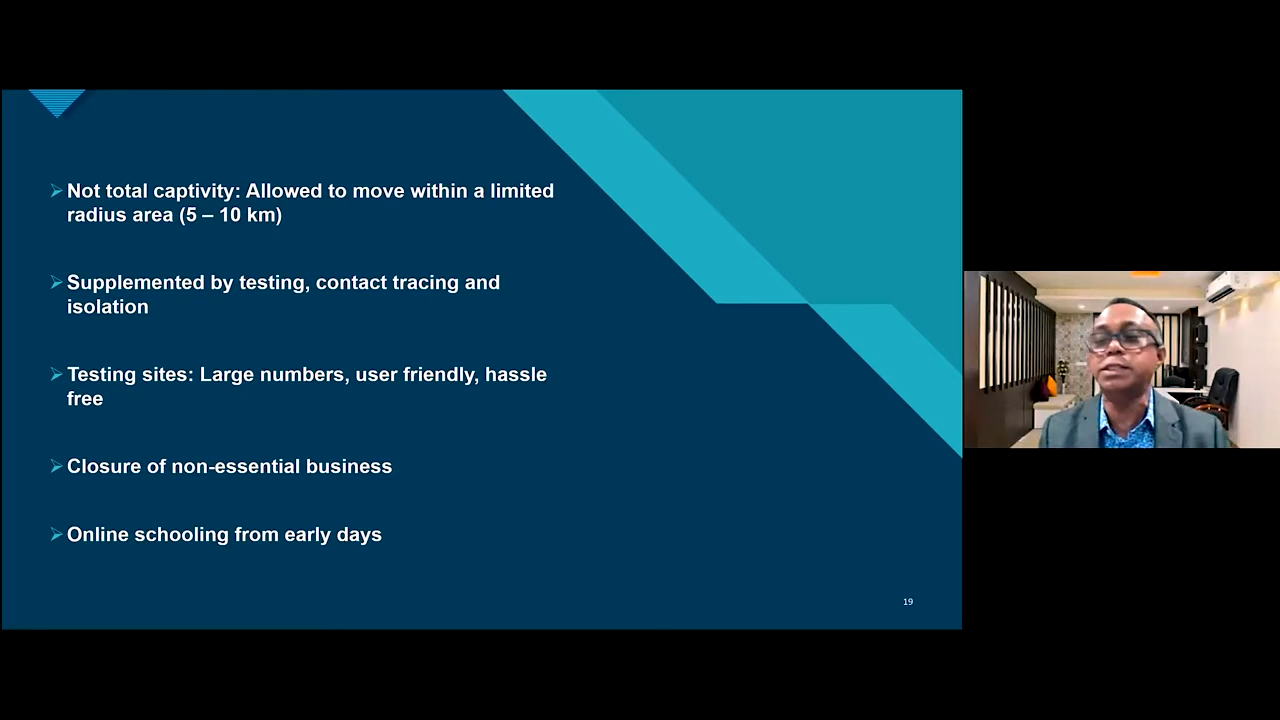 Not total captivity: Allowed to move within a limited
radius area (5 – 10 km)
Supplemented by testing, contact tracing and
isolation
Testing sites: Large numbers, user friendly, hassle
free
Closure of non-essential business
Online schooling from early days
19